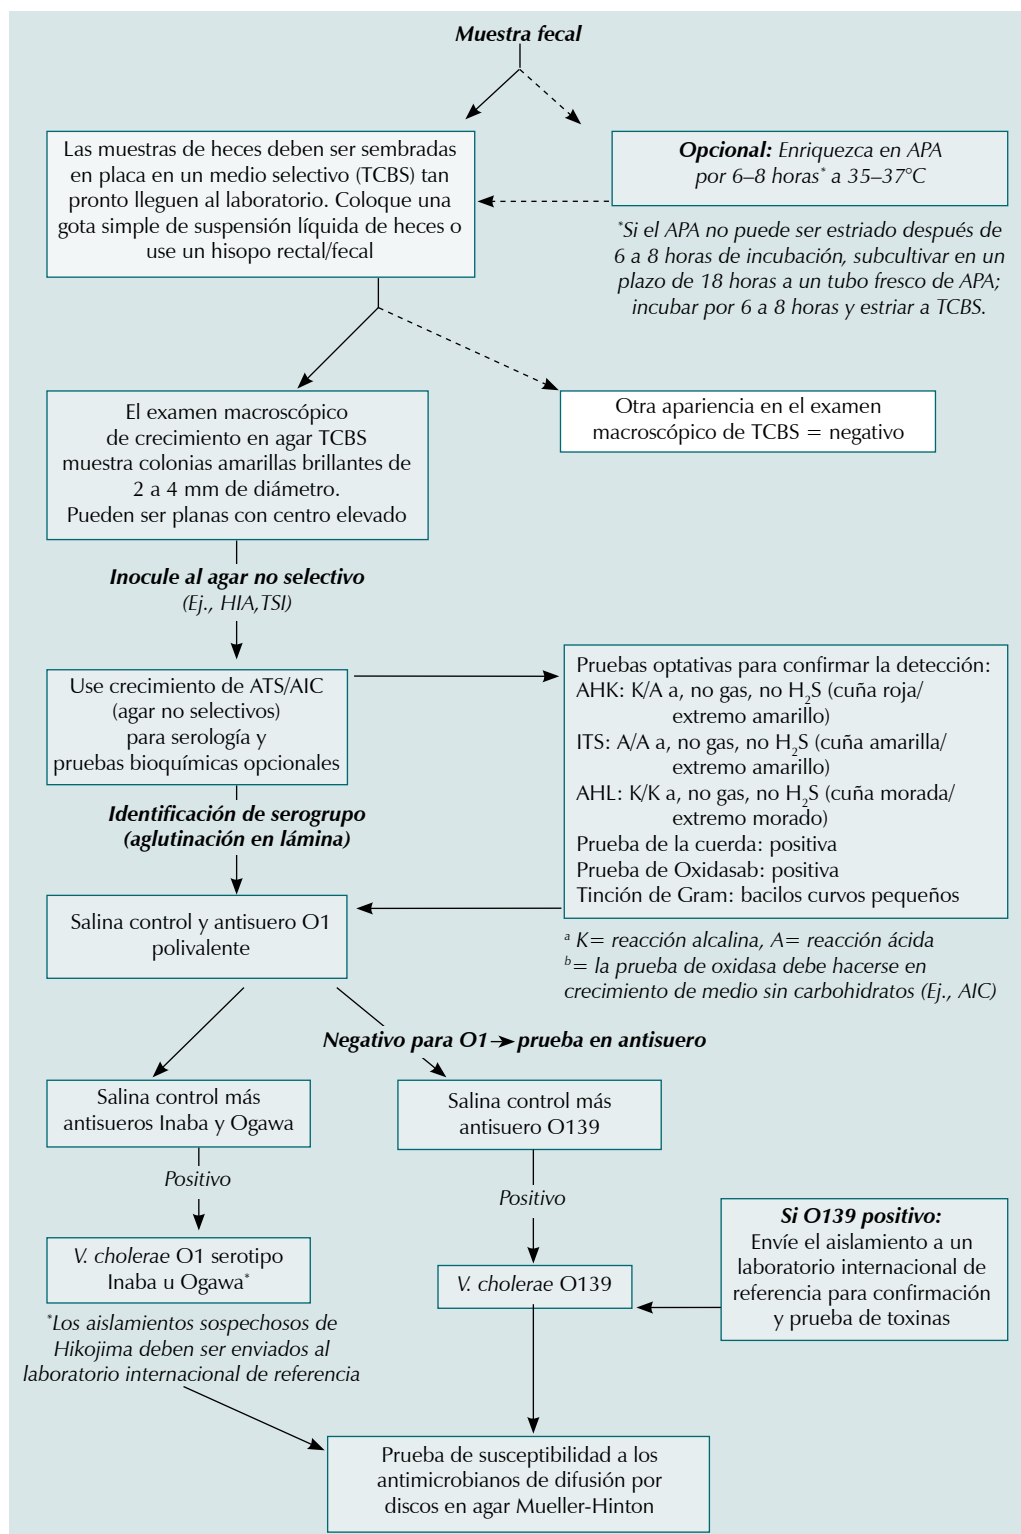 Muestra fecal
Las muestras de heces deben ser sembradas
en placa en un medio selectivo (TCBS) tan
pronto lleguen al laboratorio. Coloque una
gota simple de suspensión líquida de heces o
use un hisopo rectal/fecal
Opcional: Enriquezca en APA
por 6–8 horas* a 35–37°C
*Si el APA no puede ser estriado después de
6 a 8 horas de incubación, subcultivar en un
plazo de 18 horas a un tubo fresco de APA;
incubar por 6 a 8 horas y estriar a TCBS.
El examen macroscópico
de crecimiento en agar TCBS
muestra colonias amarillas brillantes de
2 a 4 mm de diámetro.
Pueden ser planas con centro elevado
Otra apariencia en el examen
macroscópico de TCBS = negativo
Inocule al agar no selectivo
(Ej., HIA,TSI)
Use crecimiento de ATS/AIC
(agar no selectivos)
para serología y
pruebas bioquímicas opcionales
Pruebas optativas para confirmar la detección:
AHK: K/A a, no gas, no H₂S (cuña roja/
extremo amarillo)
ITS: A/A a, no gas, no H₂S (cuña amarilla/
extremo amarillo)
AHL: K/K a, no gas, no H₂S (cuña morada/
extremo morado)
Prueba de la cuerda: positiva
Prueba de Oxidasab: positiva
Tinción de Gram: bacilos curvos pequeños
ᵃ K= reacción alcalina, A= reacción ácida
ᵇ= la prueba de oxidasa debe hacerse en
crecimiento de medio sin carbohidratos (Ej., AIC)
Identificación de serogrupo
(aglutinación en lámina)
Salina control y antisuero O1
polivalente
Negativo para O1→prueba en antisuero
Salina control más
antisueros Inaba y Ogawa
Salina control más
antisuero O139
Positivo
Positivo
V. cholerae O1 serotipo
Inaba u Ogawa*
*Los aislamientos sospechosos de
Hikojima deben ser enviados al
laboratorio internacional de referencia
V. cholerae O139
Si O139 positivo:
Envíe el aislamiento a un
laboratorio internacional de
referencia para confirmación
y prueba de toxinas
Prueba de susceptibilidad a los
antimicrobianos de difusión por
discos en agar Mueller-Hinton